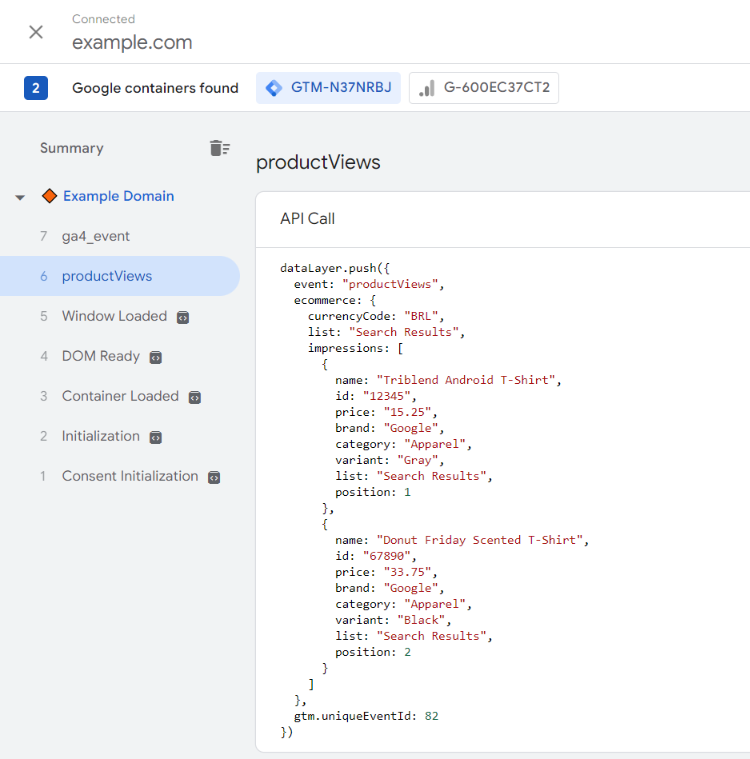 Connected
example.com
2 Google containers found GTM-N37NRBJ G-600EC37CT2
Summary
Example Domain
7 ga4_event
6 productViews
5 Window Loaded
4 DOM Ready
3 Container Loaded
2 Initialization
1 Consent Initialization
productViews
API Call
dataLayer.push({
  event: "productViews",
  ecommerce: {
    currencyCode: "BRL",
    list: "Search Results",
    impressions: [
      {
        name: "Triblend Android T-Shirt",
        id: "12345",
        price: "15.25",
        brand: "Google",
        category: "Apparel",
        variant: "Gray",
        list: "Search Results",
        position: 1
      },
      {
        name: "Donut Friday Scented T-Shirt",
        id: "67890",
        price: "33.75",
        brand: "Google",
        category: "Apparel",
        variant: "Black",
        list: "Search Results",
        position: 2
      }
    ]
  },
  gtm.uniqueEventId: 82
})